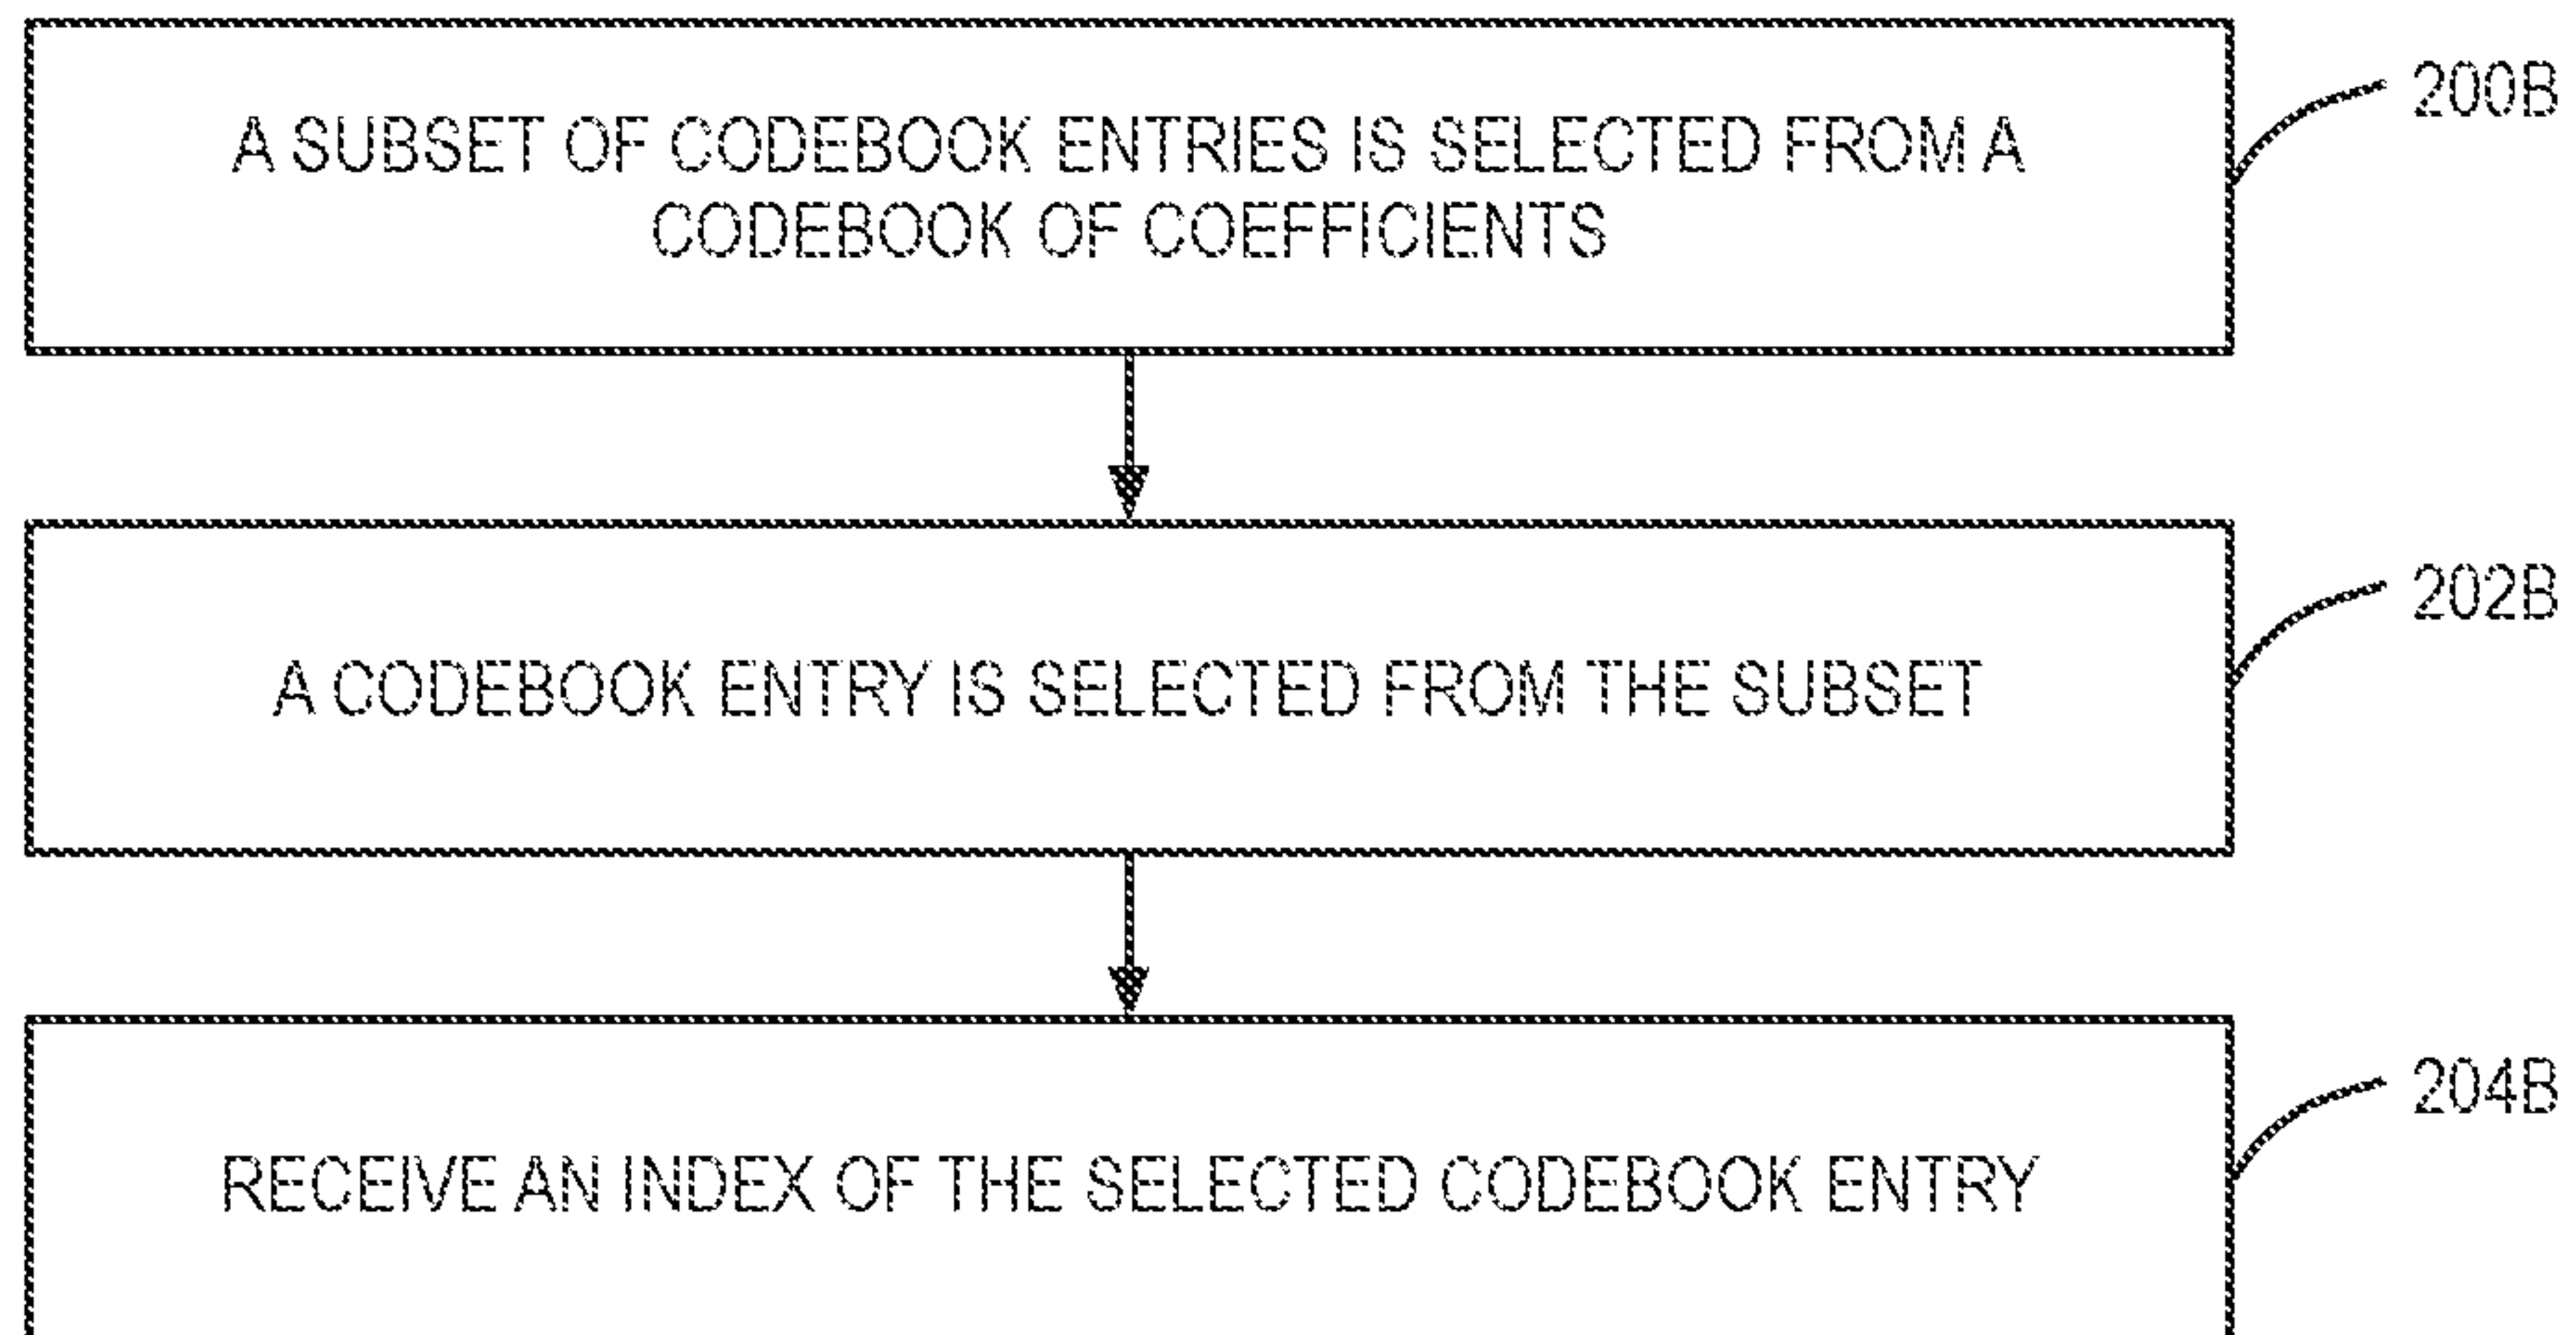 A SUBSET OF CODEBOOK ENTRIES IS SELECTED FROM A
CODEBOOK OF COEFFICIENTS
200B
A CODEBOOK ENTRY IS SELECTED FROM THE SUBSET
202B
RECEIVE AN INDEX OF THE SELECTED CODEBOOK ENTRY
204B